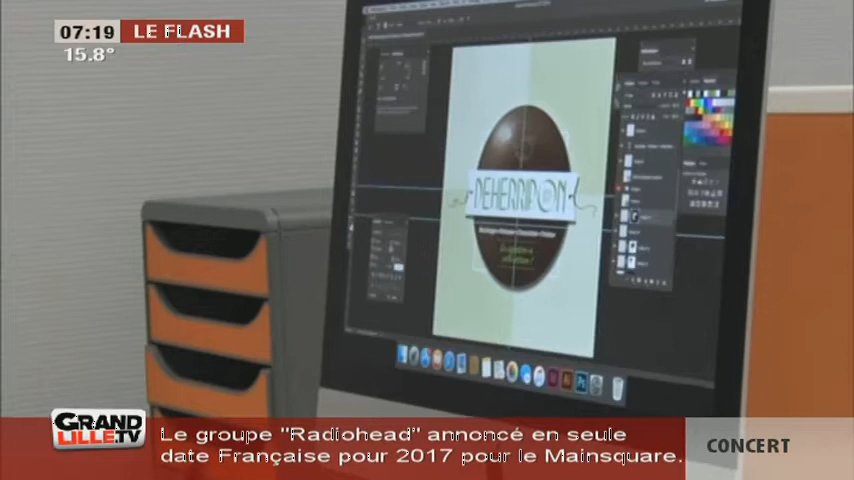 07:19 LE FLASH
15.8°
DEHERRIPON
GRAND
LILLE.TV
Le groupe "Radiohead" annoncé en seule
date Française pour 2017 pour le Mainsquare.
CONCERT